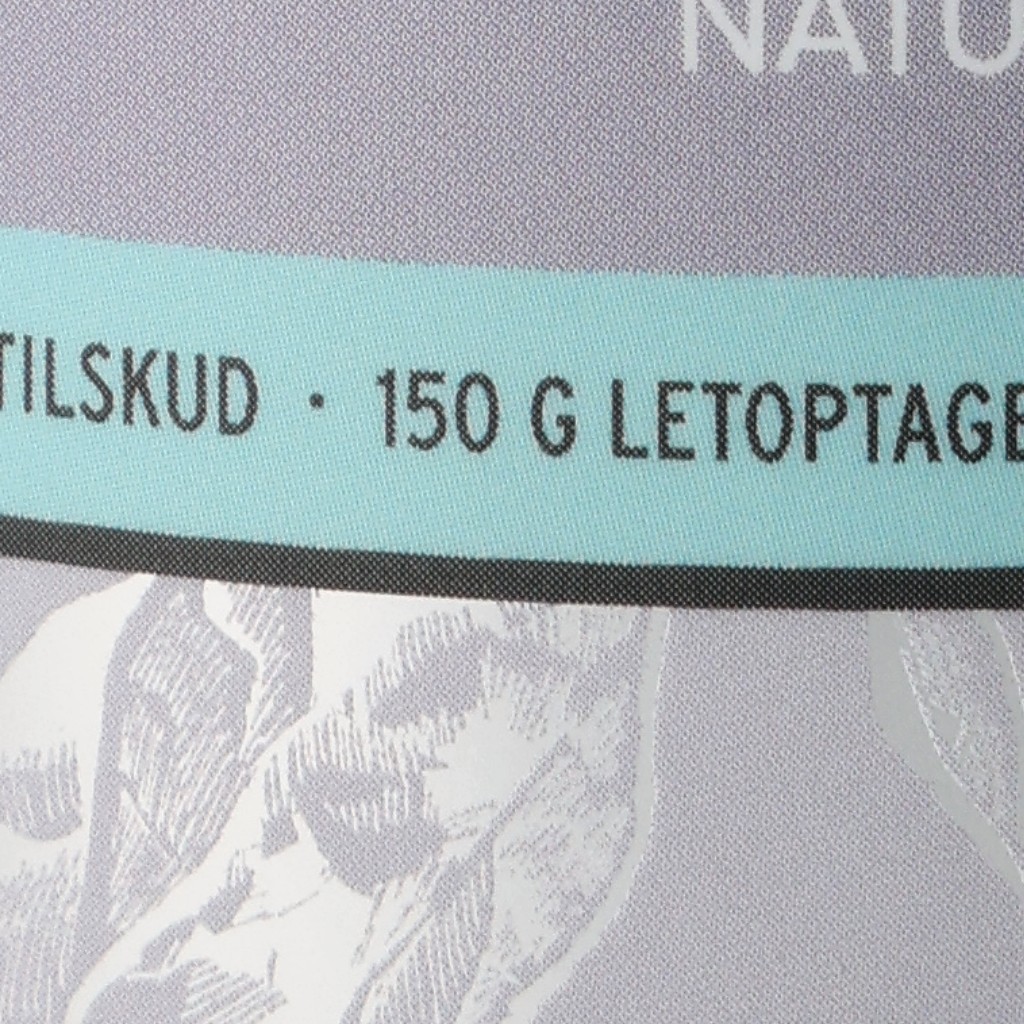 NATU
TILSKUD · 150 G LETOPTAGE